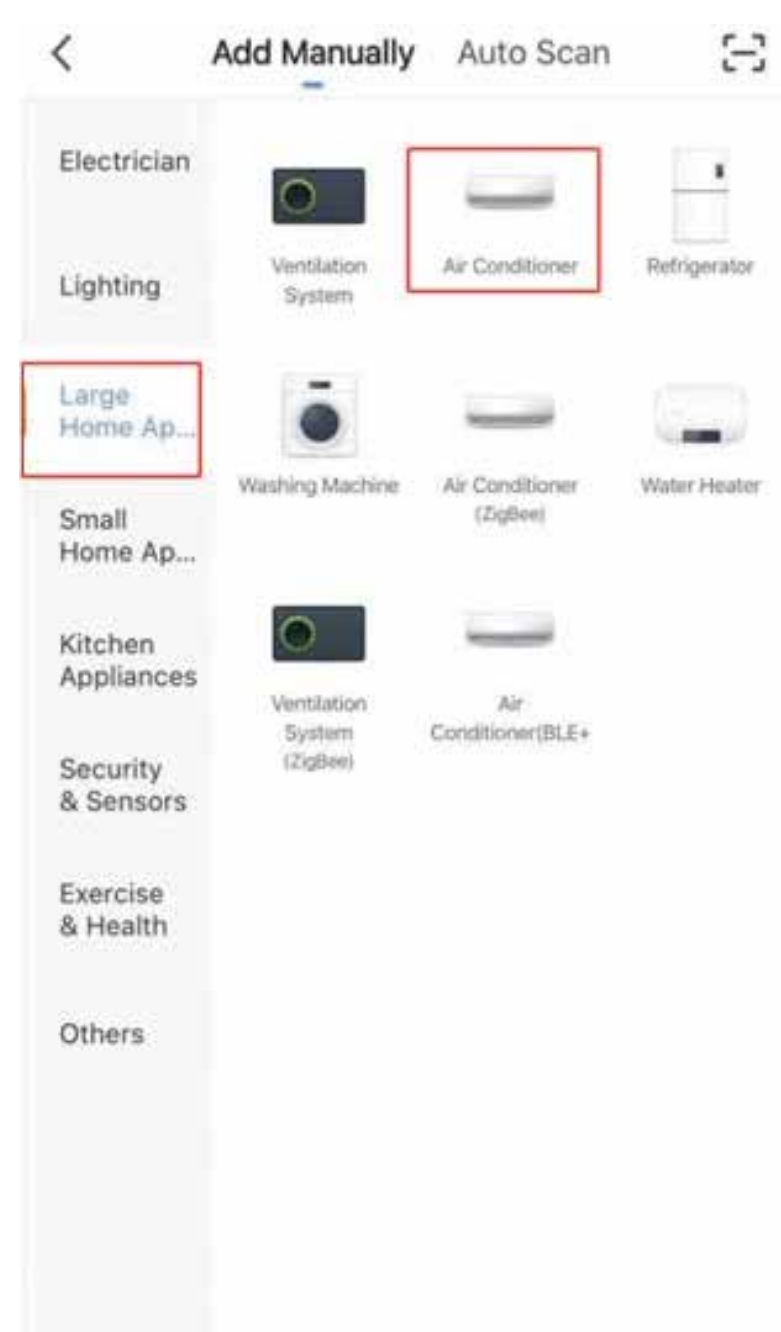 Add Manually Auto Scan
Electrician
Lighting
Large
Home Ap...
Small
Home Ap...
Kitchen
Appliances
Security
& Sensors
Exercise
& Health
Others
Ventilation
System
Air Conditioner
Refrigerator
Washing Machine
Air Conditioner
(ZigBee)
Water Heater
Ventilation
System
(ZigBee)
Air
Conditioner(BLE+